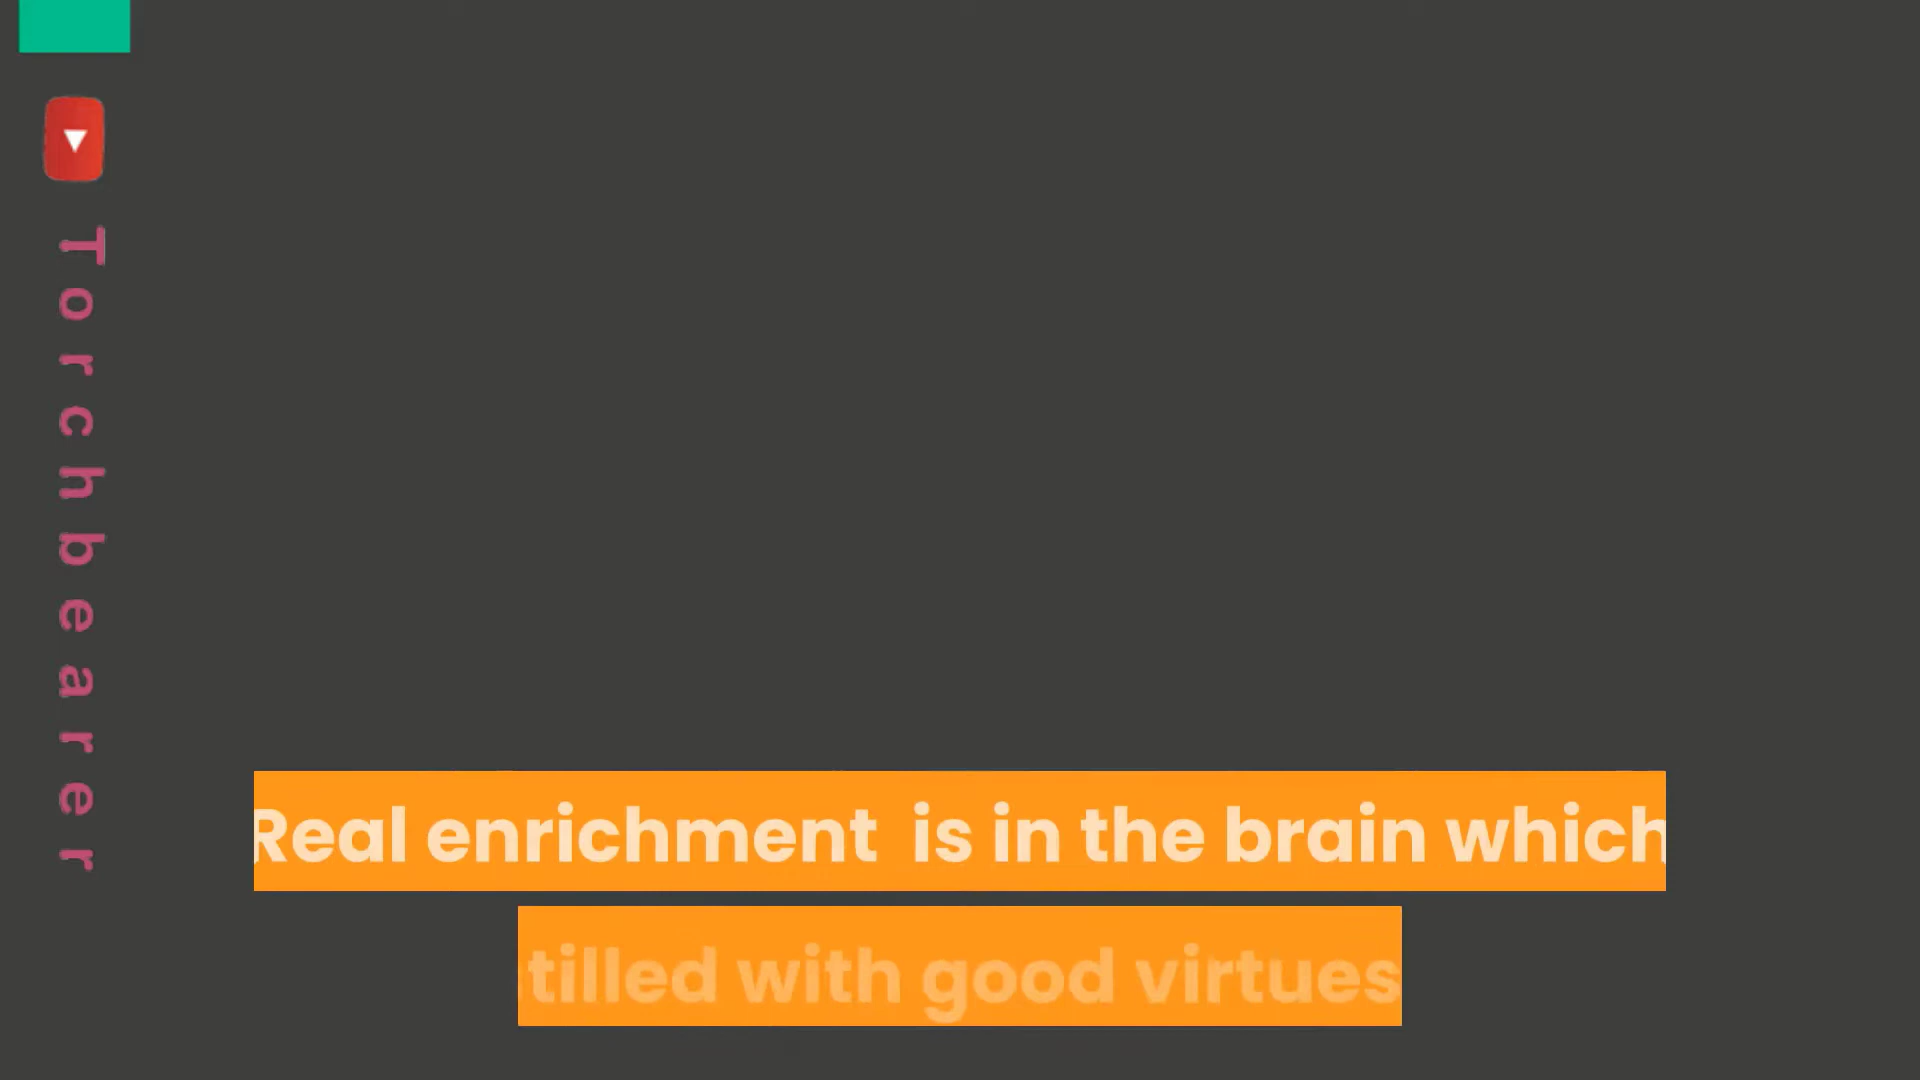 Torchbearer
Real enrichment is in the brain which
tilled with good virtues